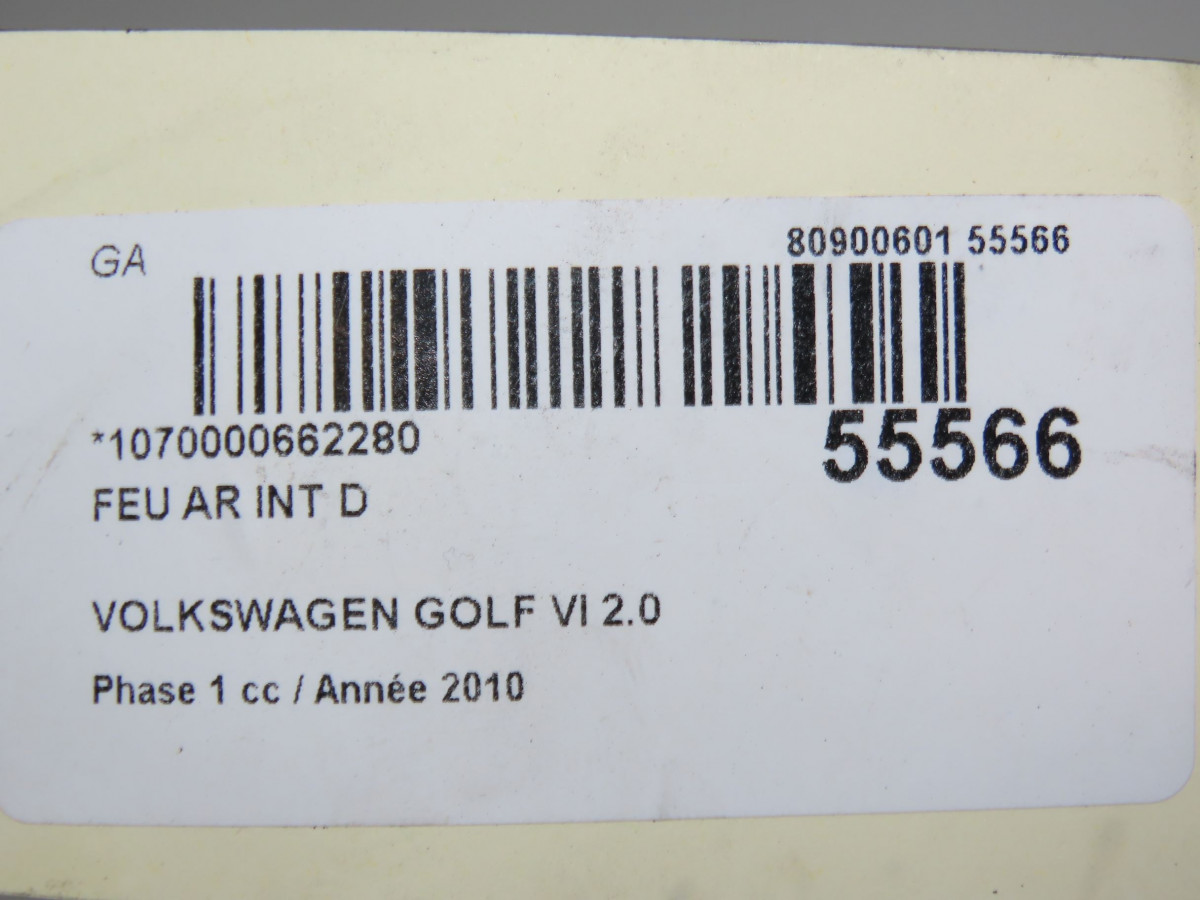 GA
80900601 55566
*1070000662280
55566
FEU AR INT D
VOLKSWAGEN GOLF VI 2.0
Phase 1 cc / Année 2010